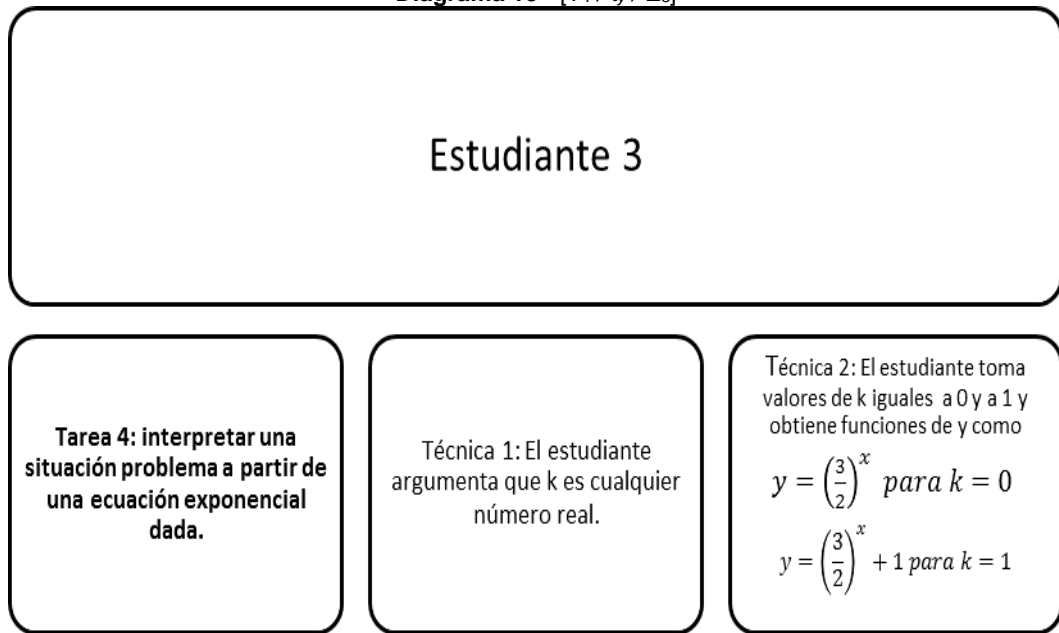 Estudiante 3
Tarea 4: interpretar una
situación problema a partir de
una ecuación exponencial
dada.
Técnica 1: El estudiante
argumenta que k es cualquier
número real.
Técnica 2: El estudiante toma
valores de k iguales a 0 y a 1 y
obtiene funciones de y como
y = (3/2)^x para k = 0
y = (3/2)^x + 1 para k = 1